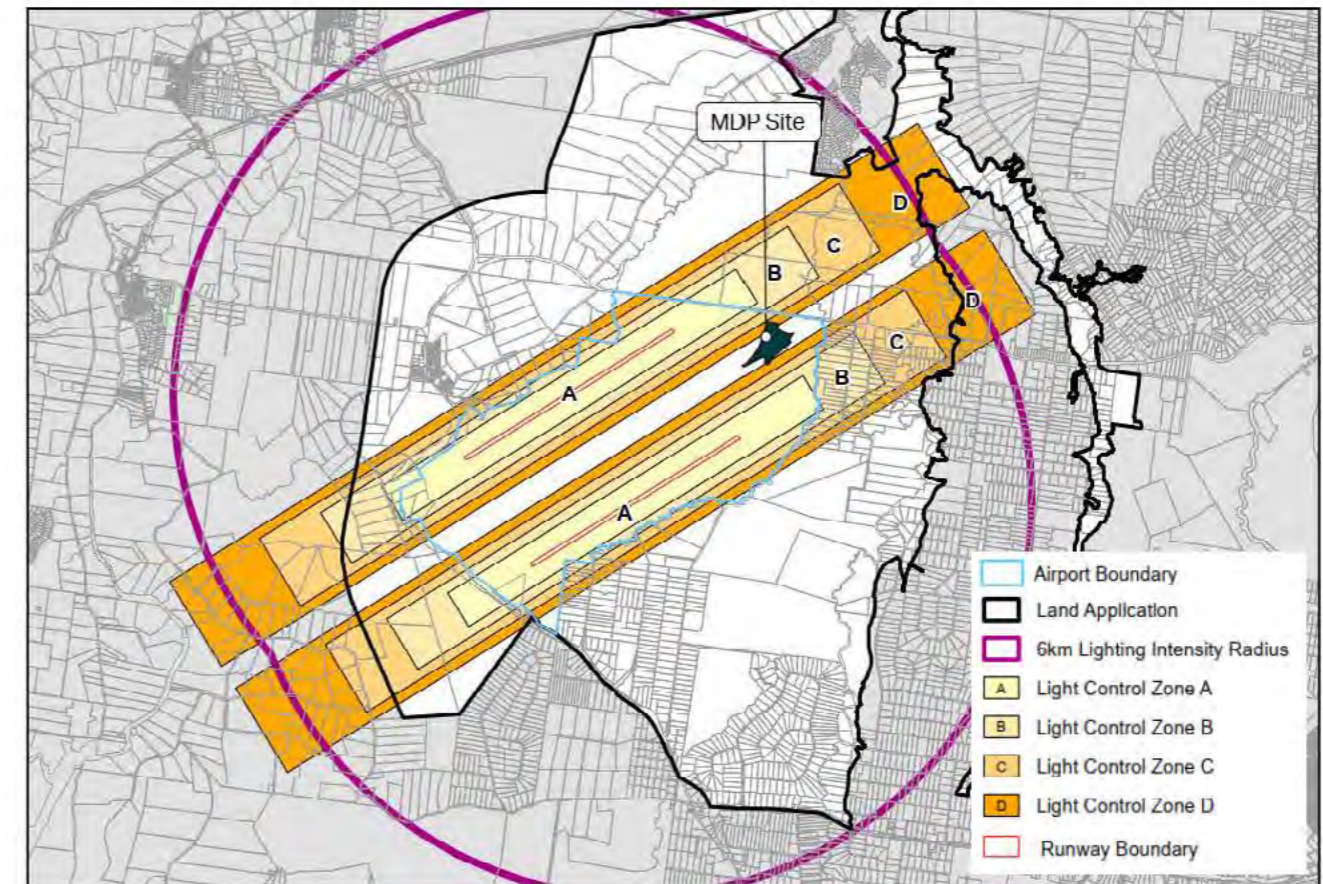 MDP Site
D
C
B
D
C
A
B
A
Airport Boundary
Land Application
6km Lighting Intensity Radius
A Light Control Zone A
B Light Control Zone B
C Light Control Zone C
D Light Control Zone D
Runway Boundary